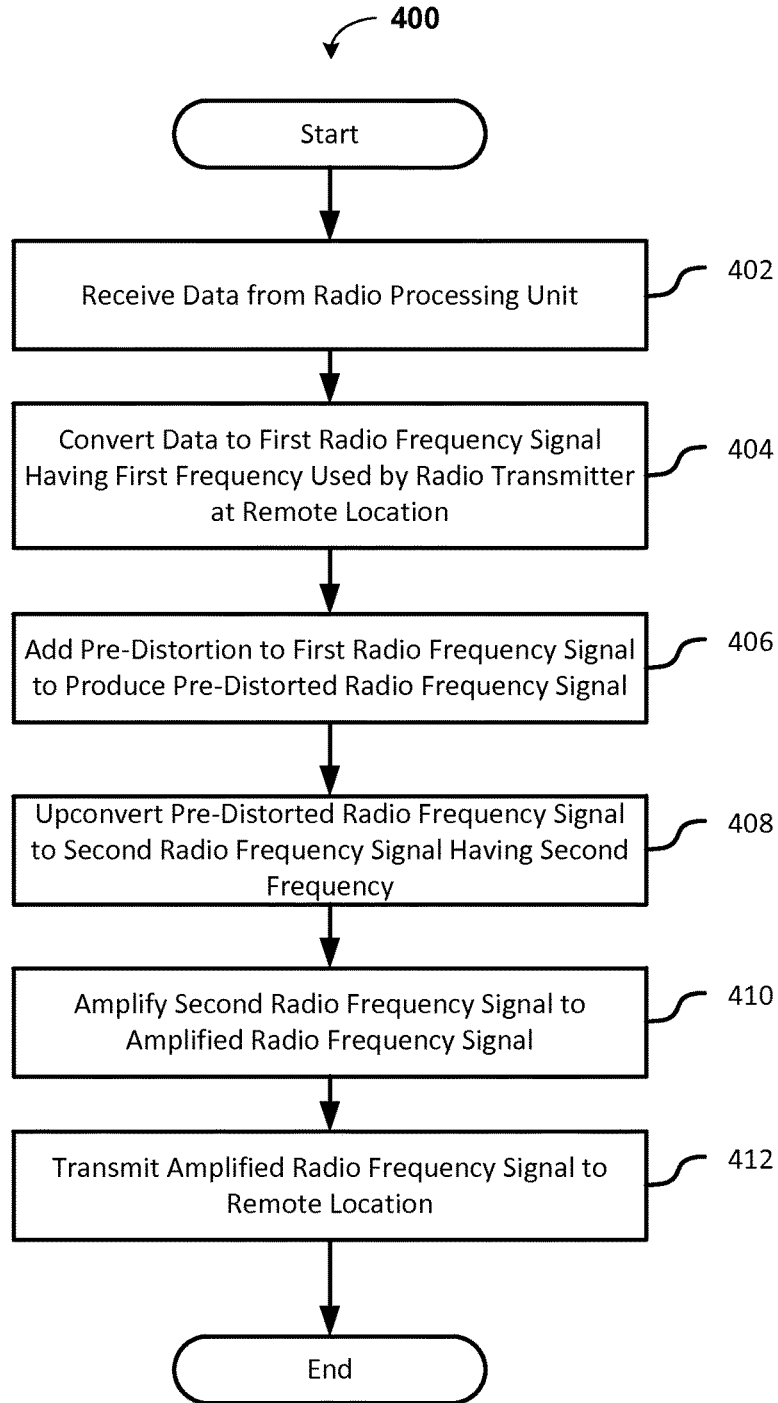 400
Start
Receive Data from Radio Processing Unit
402
Convert Data to First Radio Frequency Signal
Having First Frequency Used by Radio Transmitter
at Remote Location
404
Add Pre-Distortion to First Radio Frequency Signal
to Produce Pre-Distorted Radio Frequency Signal
406
Upconvert Pre-Distorted Radio Frequency Signal
to Second Radio Frequency Signal Having Second
Frequency
408
Amplify Second Radio Frequency Signal to
Amplified Radio Frequency Signal
410
Transmit Amplified Radio Frequency Signal to
Remote Location
412
End